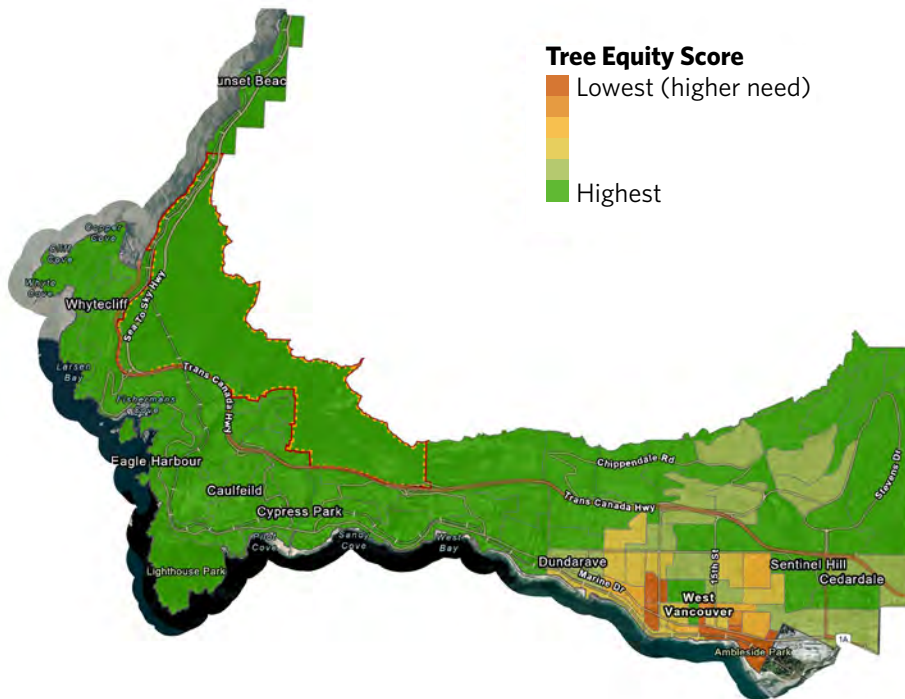 Tree Equity Score
Lowest (higher need)
Highest
unset Beac
Copper
Cove
Cliff
Cove
Whyte
Cove
Whytecliff
Sea-To-Sky Hwy
Larsen
Bay
Trans Canada Hwy
Fishermans
Cove
Eagle Harbour
Caulfeild
Cypress Park
Chippendale Rd
Stevens Dr
Trans Canada Hwy
Cove
Sandy
Cove
West
Bay
Lighthouse Park
Dundarave
Marine Dr
15th St
Sentinel Hill
Cedardale
West
Vancouver
Ambleside Park
1A